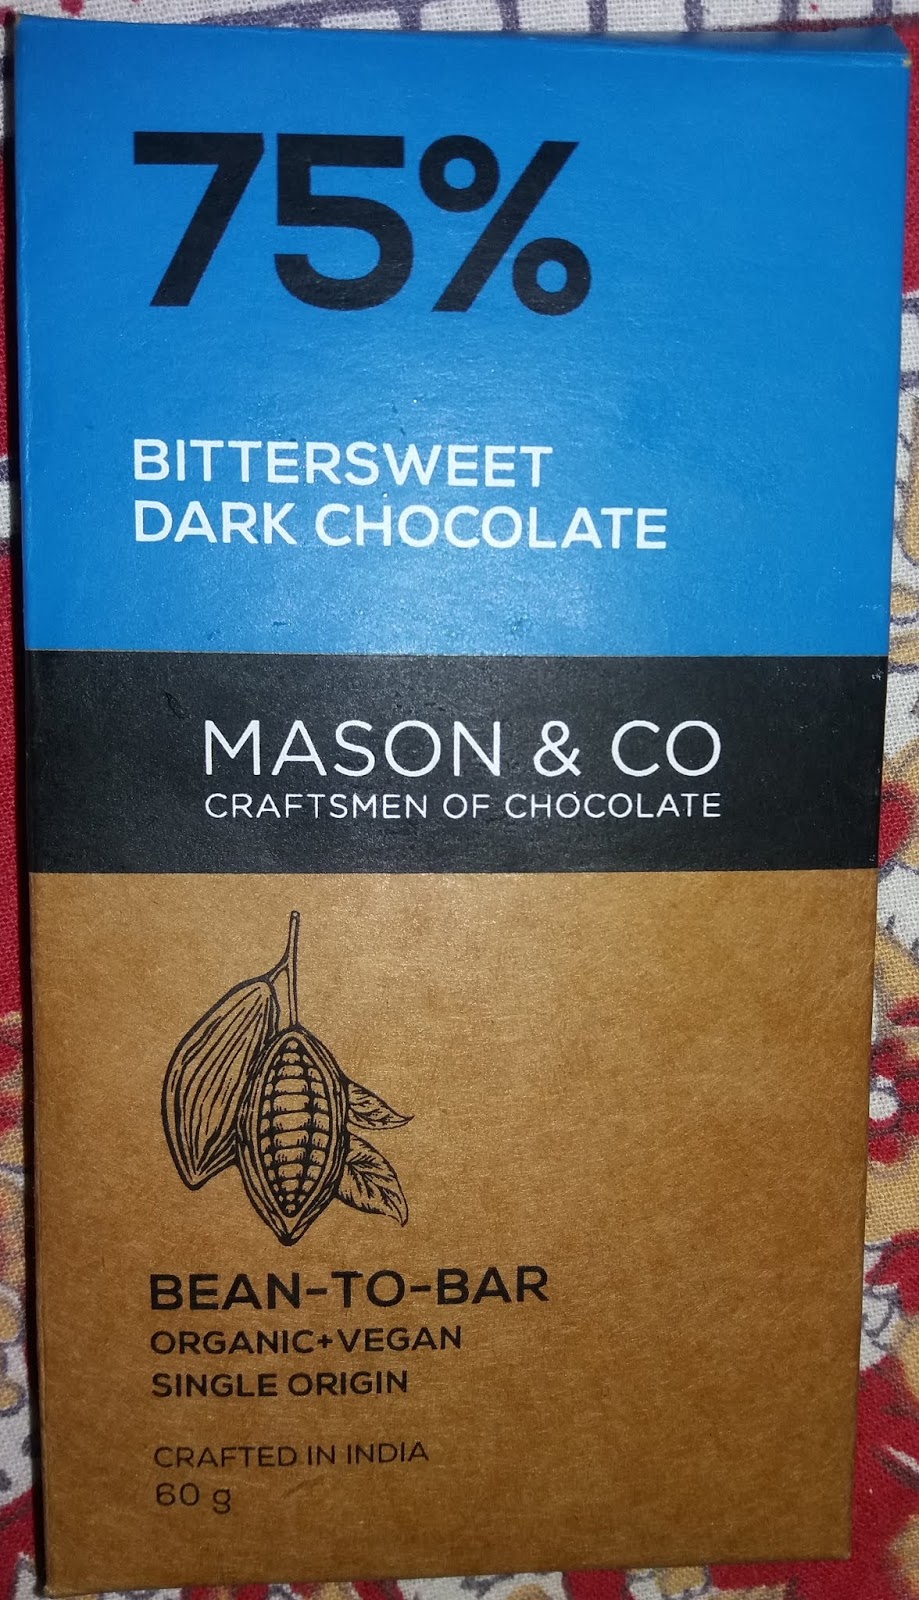 75%
BITTERSWEET
DARK CHOCOLATE
MASON & CO
CRAFTSMEN OF CHOCOLATE
BEAN-TO-BAR
ORGANIC+VEGAN
SINGLE ORIGIN
CRAFTED IN INDIA
60 g